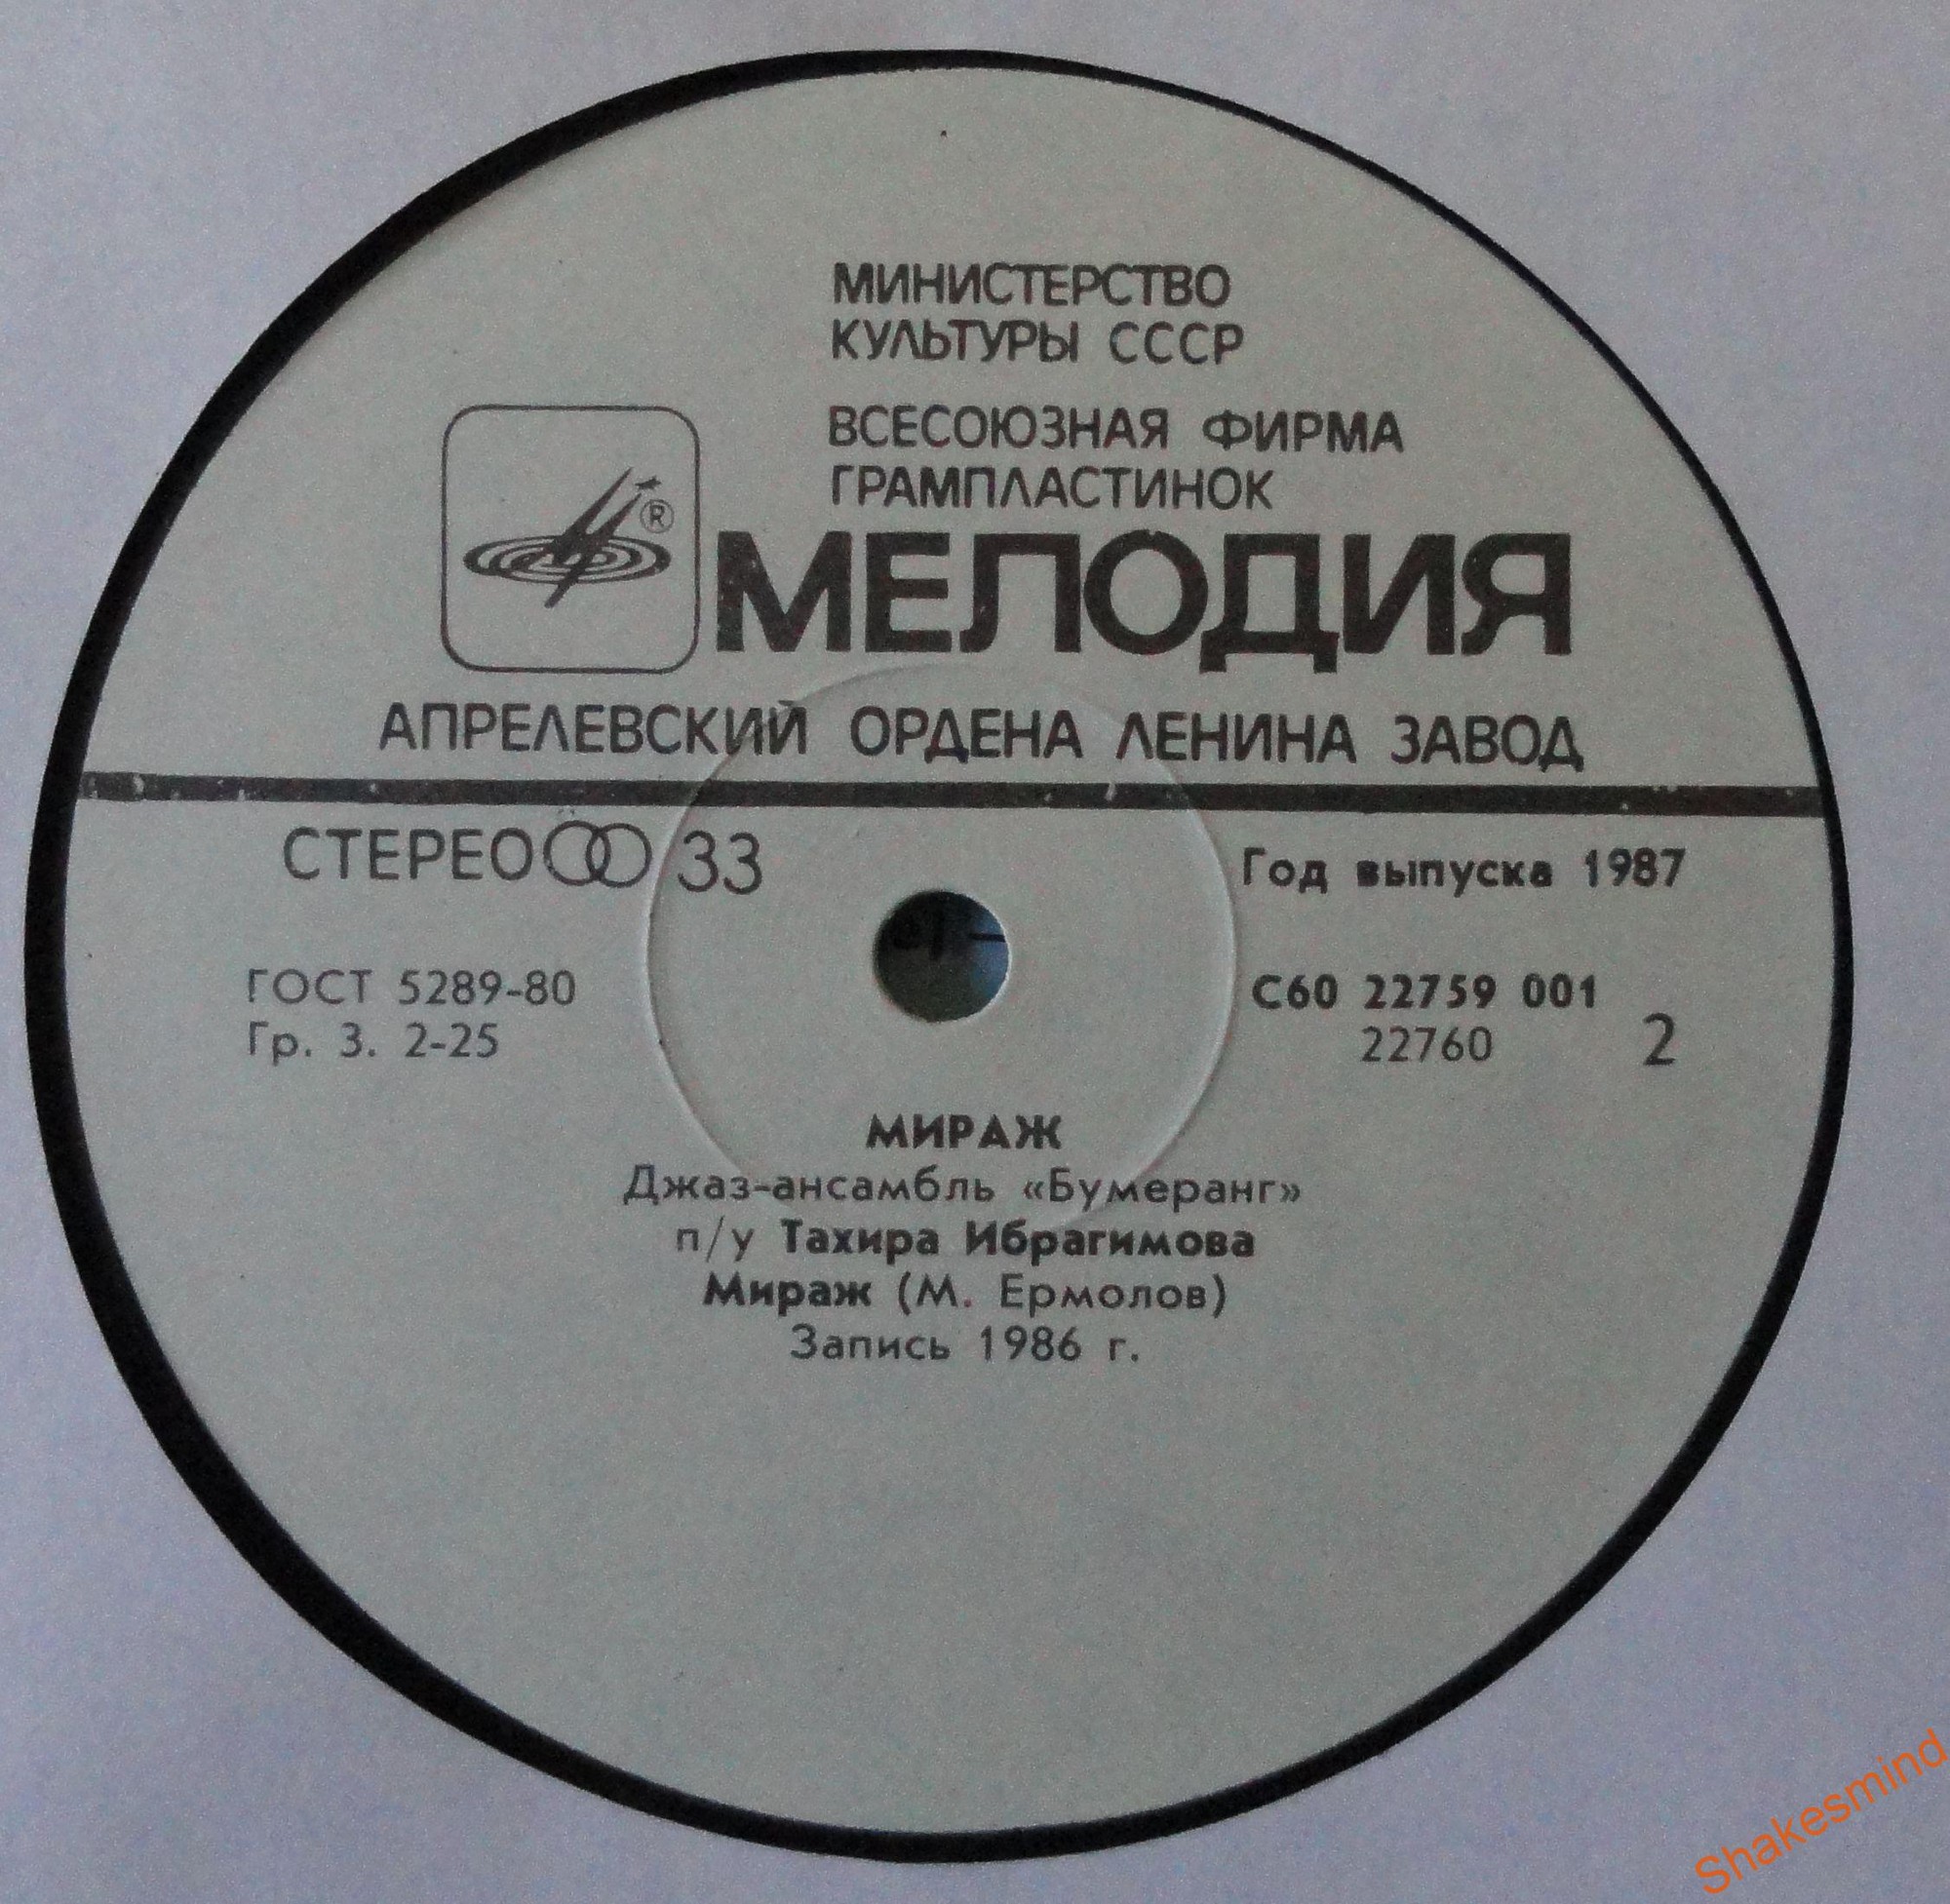 МИНИСТЕРСТВО
КУЛЬТУРЫ СССР
ВСЕСОЮЗНАЯ ФИРМА
ГРАМПЛАСТИНОК
®
МЕЛОДИЯ
АПРЕЛЕВСКИЙ ОРДЕНА ЛЕНИНА ЗАВОД
СТЕРЕО 33
Год выпуска 1987
ГОСТ 5289-80
Гр. 3. 2-25
С60 22759 001
22760 2
МИРАЖ
Джаз-ансамбль «Бумеранг»
п/у Тахира Ибрагимова
Мираж (М. Ермолов)
Запись 1986 г.
Shakesmind